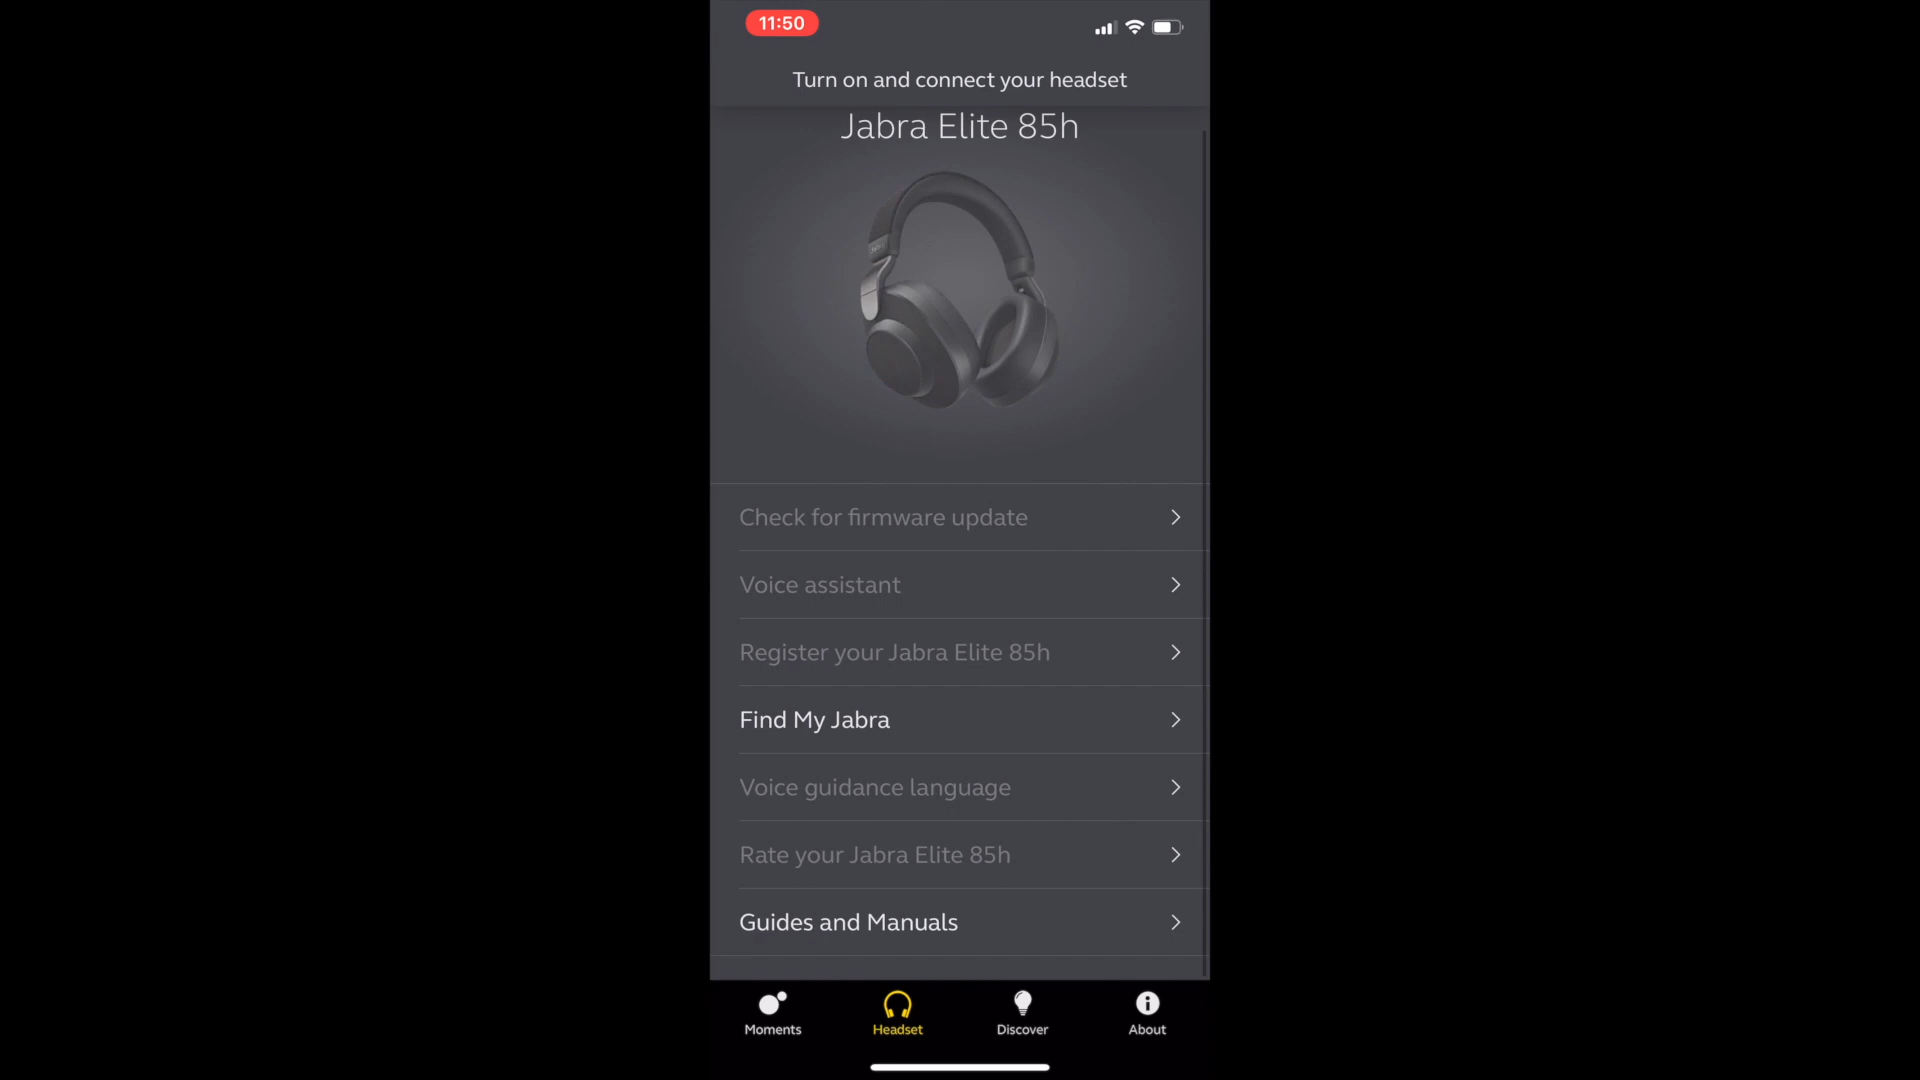 11:50
Turn on and connect your headset
Jabra Elite 85h
Check for firmware update
Voice assistant
Register your Jabra Elite 85h
Find My Jabra
Voice guidance language
Rate your Jabra Elite 85h
Guides and Manuals
Moments
Headset
Discover
About